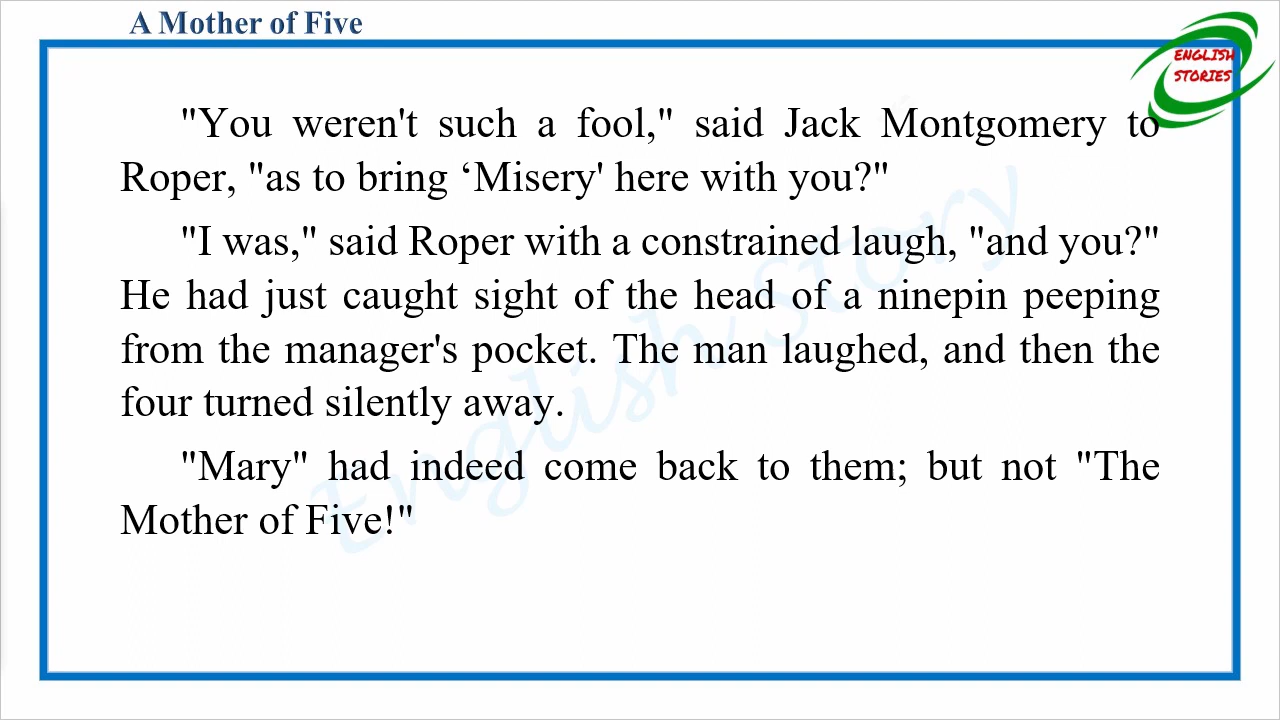 A Mother of Five
ENGLISH
STORIES
"You weren't such a fool," said Jack Montgomery to
Roper, "as to bring ‘Misery' here with you?"
"I was," said Roper with a constrained laugh, "and you?"
He had just caught sight of the head of a ninepin peeping
from the manager's pocket. The man laughed, and then the
four turned silently away.
"Mary" had indeed come back to them; but not "The
Mother of Five!"
English Story